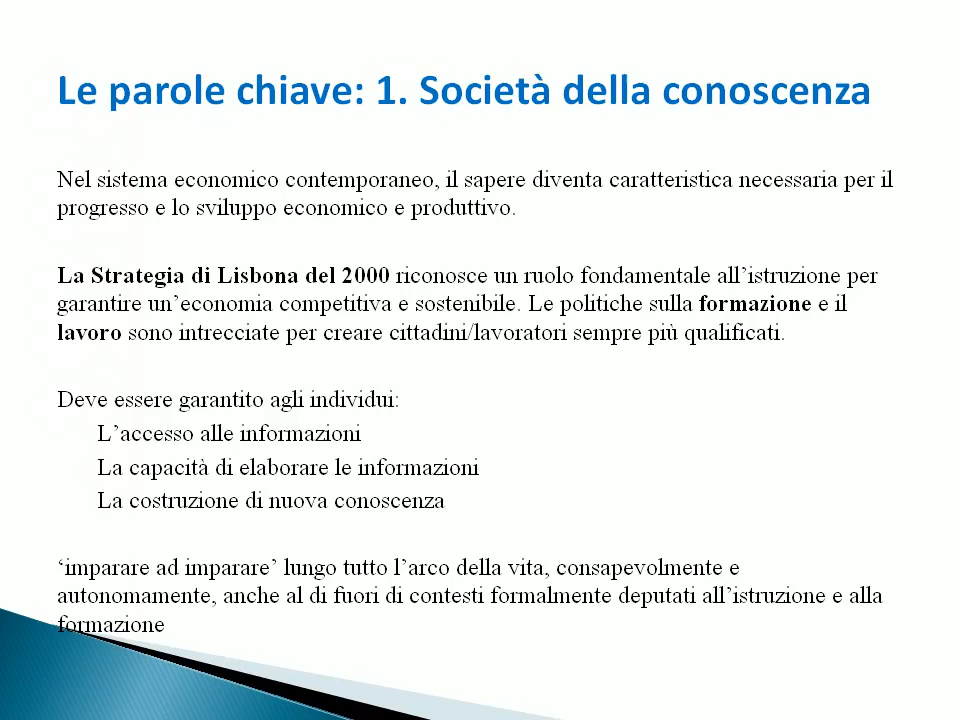 Le parole chiave: 1. Società della conoscenza
Nel sistema economico contemporaneo, il sapere diventa caratteristica necessaria per il
progresso e lo sviluppo economico e produttivo.
La Strategia di Lisbona del 2000 riconosce un ruolo fondamentale all’istruzione per
garantire un’economia competitiva e sostenibile. Le politiche sulla formazione e il
lavoro sono intrecciate per creare cittadini/lavoratori sempre più qualificati.
Deve essere garantito agli individui:
L’accesso alle informazioni
La capacità di elaborare le informazioni
La costruzione di nuova conoscenza
‘imparare ad imparare’ lungo tutto l’arco della vita, consapevolmente e
autonomamente, anche al di fuori di contesti formalmente deputati all’istruzione e alla
formazione